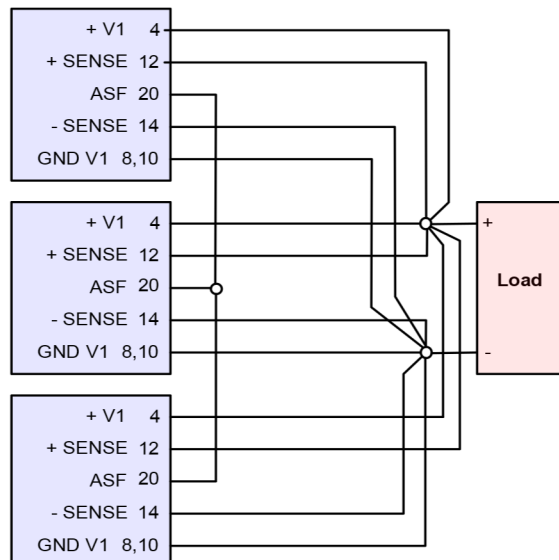 + V1 4
+ SENSE 12
ASF 20
- SENSE 14
GND V1 8,10
+ V1 4
+ SENSE 12
ASF 20
- SENSE 14
GND V1 8,10
+ V1 4
+ SENSE 12
ASF 20
- SENSE 14
GND V1 8,10
+
Load
-